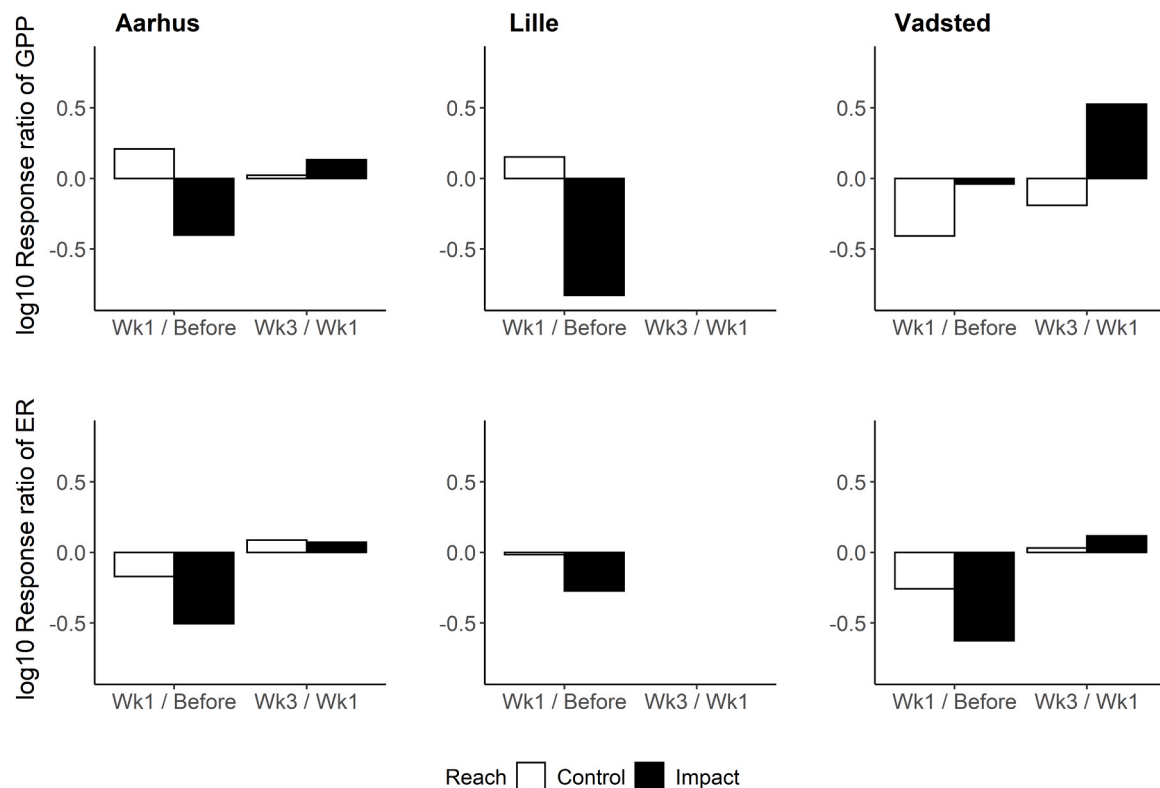 Aarhus Lille Vadsted
log10 Response ratio of GPP
0.5 0.5 0.5
0.0 0.0 0.0
-0.5 -0.5 -0.5
Wk1 / Before Wk3 / Wk1 Wk1 / Before Wk3 / Wk1 Wk1 / Before Wk3 / Wk1
log10 Response ratio of ER
0.5 0.5 0.5
0.0 0.0 0.0
-0.5 -0.5 -0.5
Wk1 / Before Wk3 / Wk1 Wk1 / Before Wk3 / Wk1 Wk1 / Before Wk3 / Wk1
Reach Control Impact